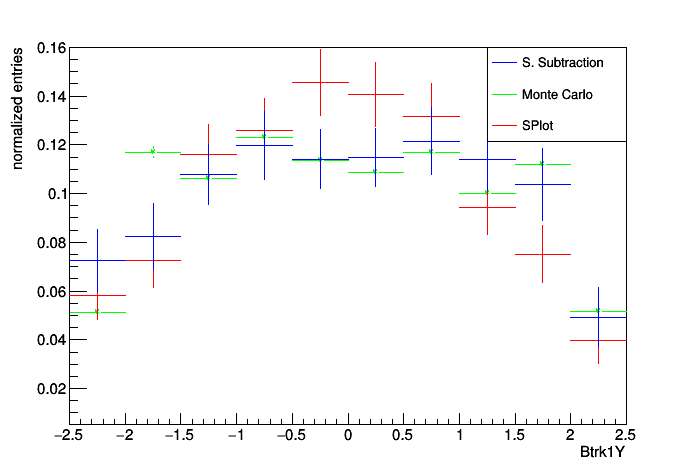 normalized entries
0.16
0.14
0.12
0.1
0.08
0.06
0.04
0.02
S. Subtraction
Monte Carlo
SPlot
−2.5 −2 −1.5 −1 −0.5 0 0.5 1 1.5 2 2.5
Btrk1Y